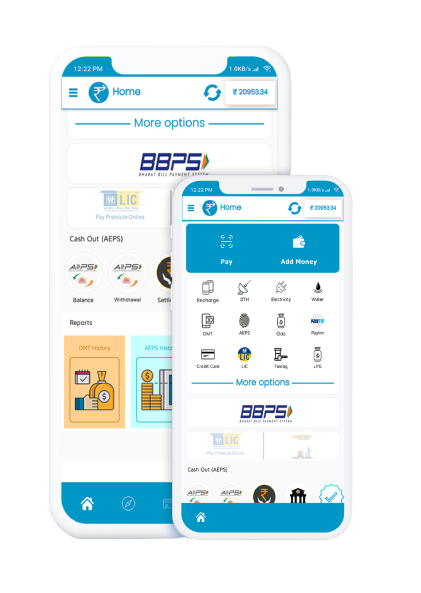 12:22 PM
1.0KB/s
Home
₹ 20953.34
More options
BBPS
BHARAT BILL PAYMENT SYSTEM
LIC
Pay Premium Online
Cash Out (AEPS)
AEPS
AEPS
Balance
Withdrawal
Settl
Reports
DMT History
AEPS Histo
12:22 PM
1.0KB/s
Home
₹ 20953.34
Pay
Add Money
Recharge
DTH
Electricity
Water
DMT
AEPS
Gas
Paytm
Paytm
Credit Card
LIC
Fastag
LPG
More options
BBPS
BHARAT BILL PAYMENT SYSTEM
LIC
Pay Premium Online
Cash Out (AEPS)
AEPS
AEPS